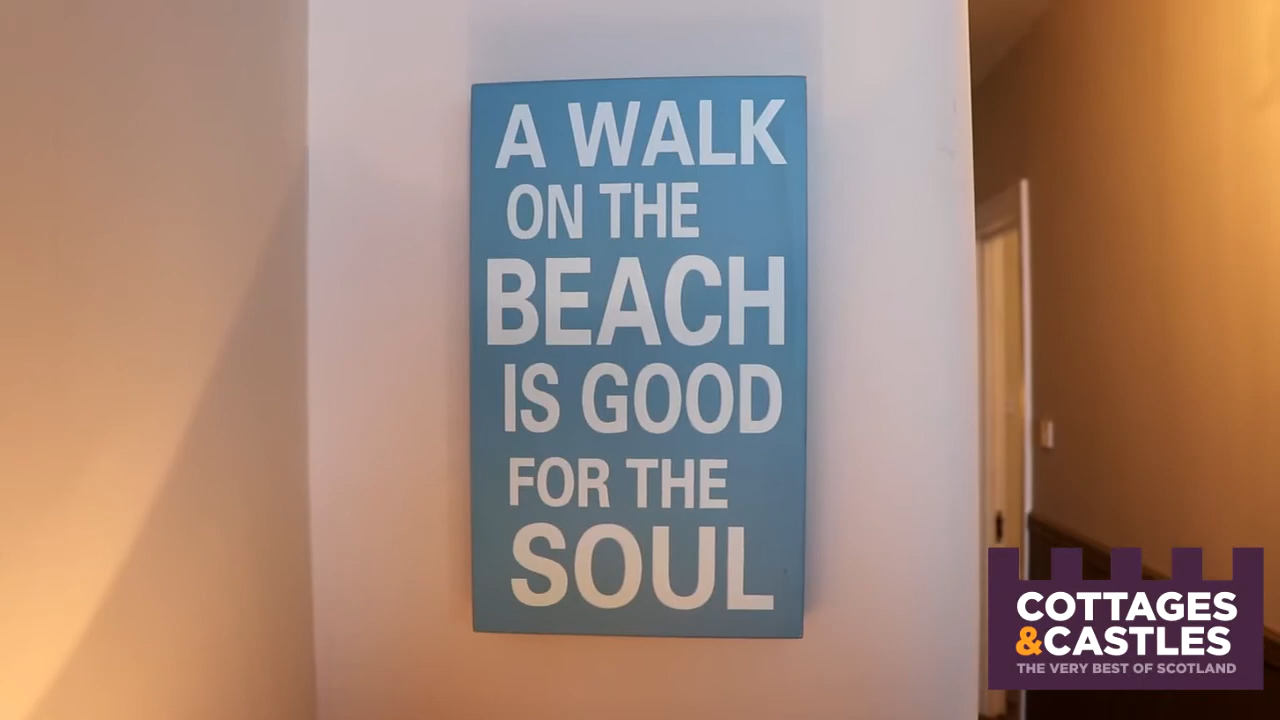 A WALK
ON THE
BEACH
IS GOOD
FOR THE
SOUL
COTTAGES
&CASTLES
THE VERY BEST OF SCOTLAND